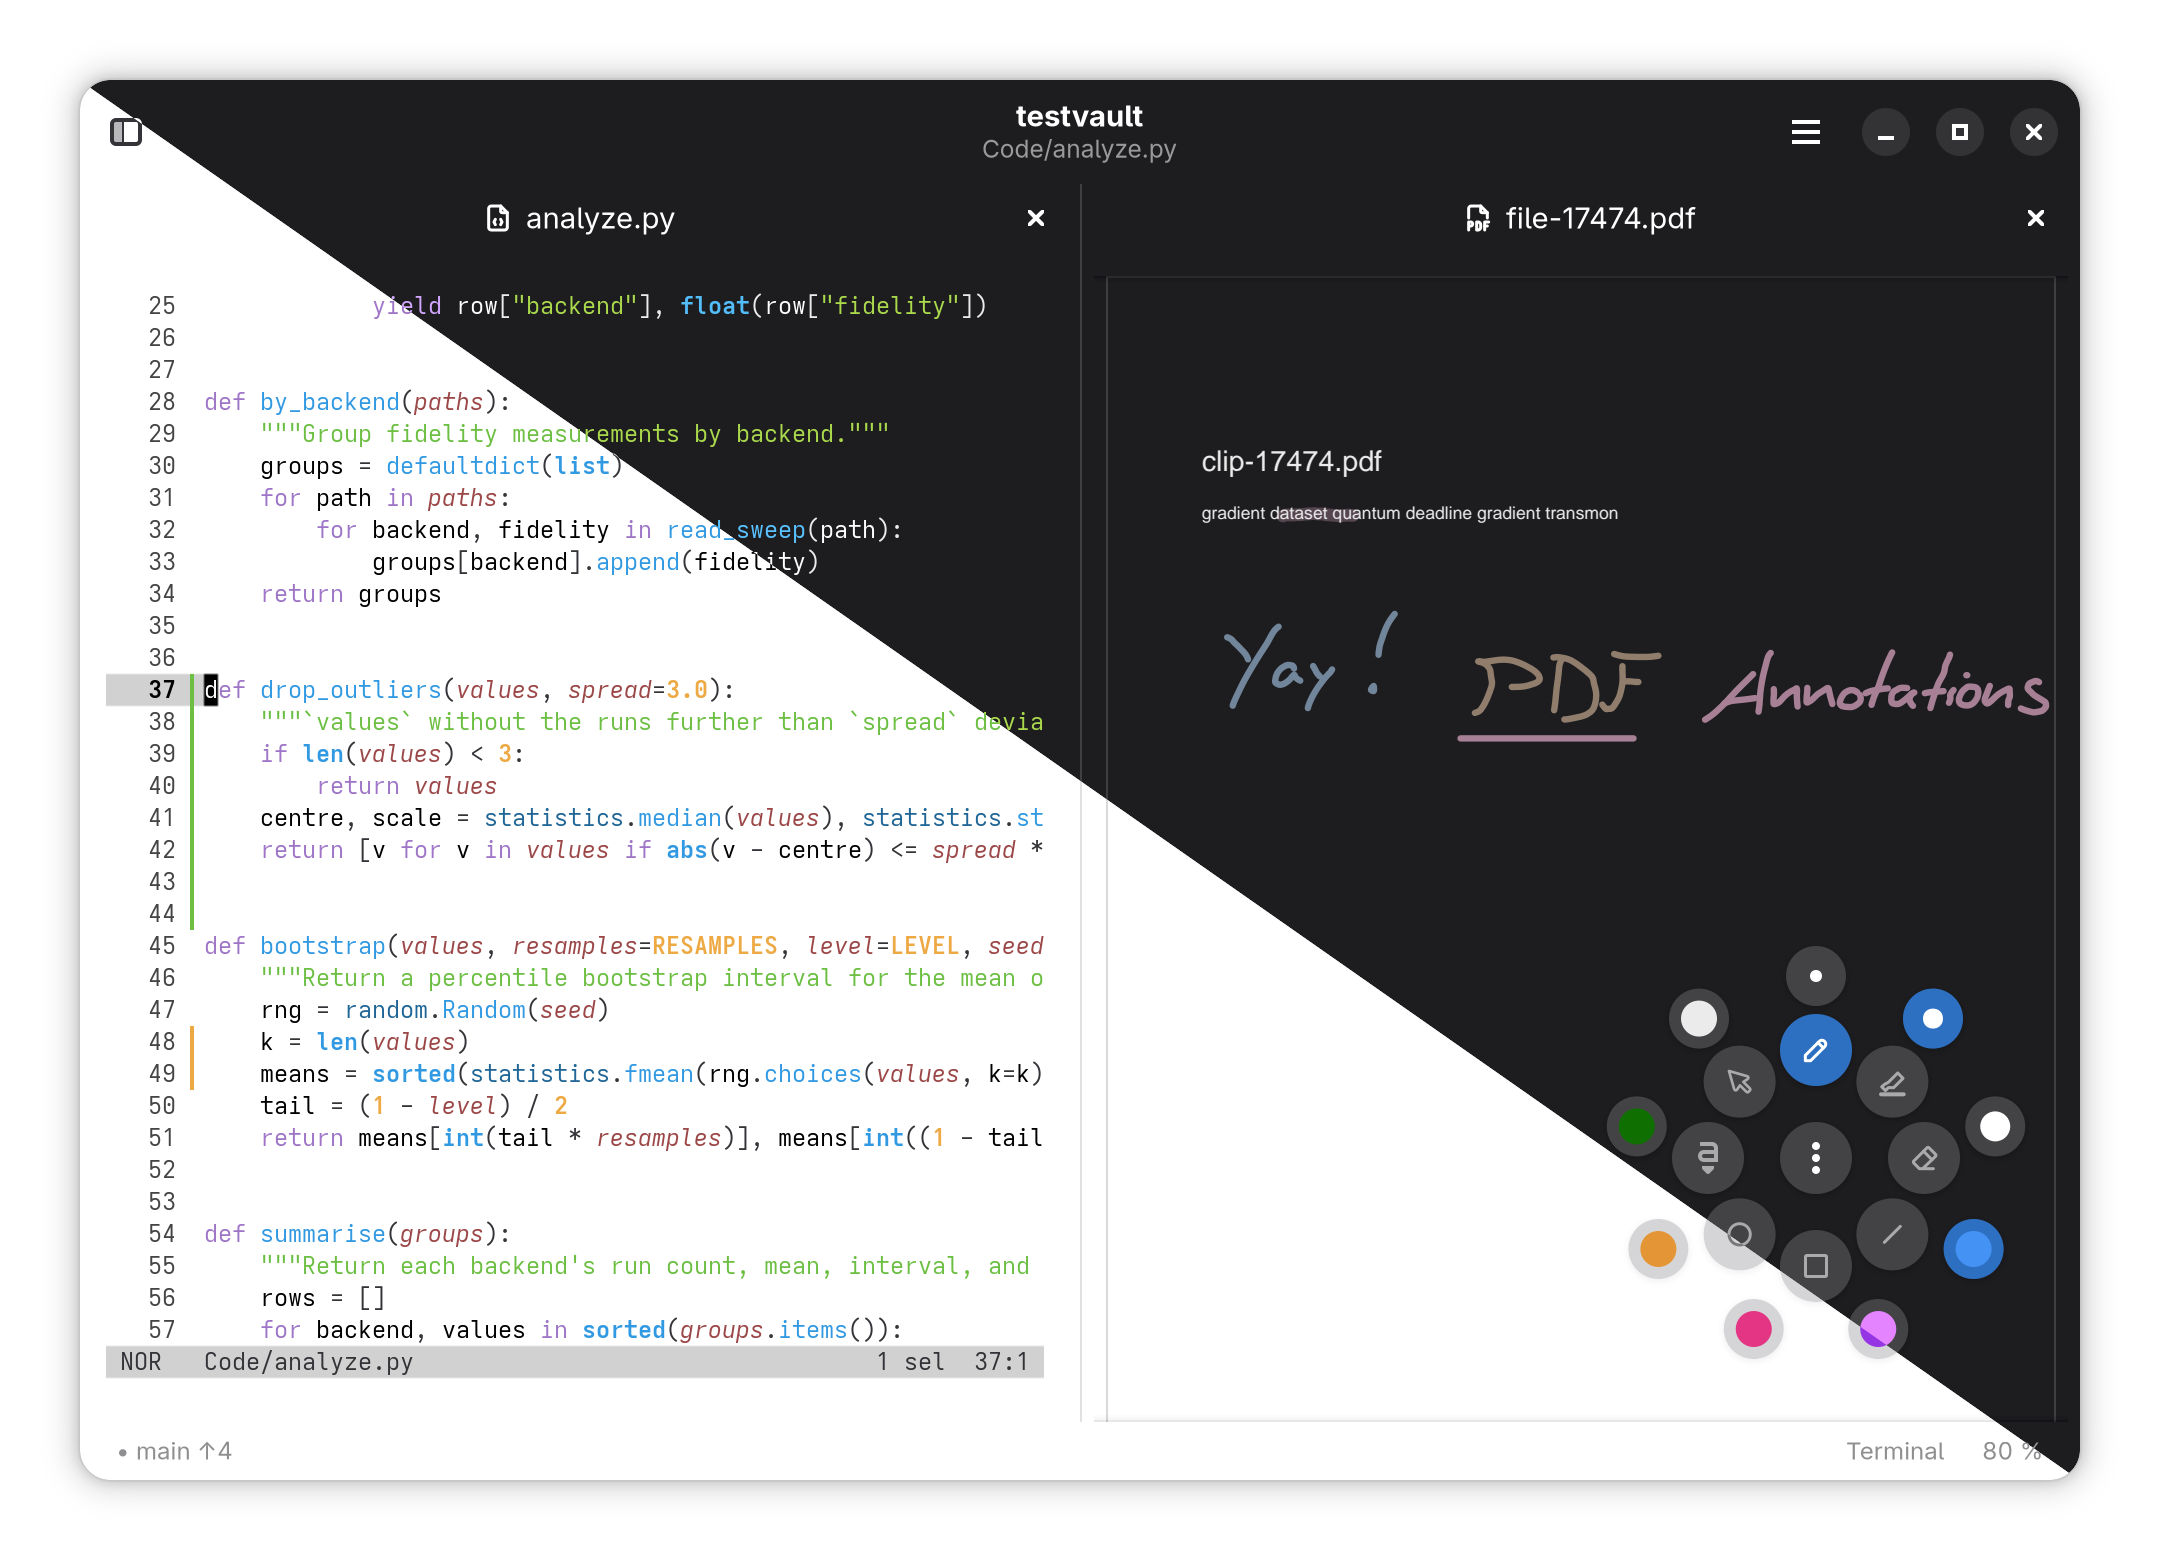 testvault
Code/analyze.py
analyze.py
25 yield row["backend"], float(row["fidelity"])
26
27
28 def by_backend(paths):
29 """Group fidelity measurements by backend."""
30 groups = defaultdict(list)
31 for path in paths:
32 for backend, fidelity in read_sweep(path):
33 groups[backend].append(fidelity)
34 return groups
35
36
37 def drop_outliers(values, spread=3.0):
38 """`values` without the runs further than `spread` devia
39 if len(values) < 3:
40 return values
41 centre, scale = statistics.median(values), statistics.st
42 return [v for v in values if abs(v - centre) <= spread *
43
44
45 def bootstrap(values, resamples=RESAMPLES, level=LEVEL, seed
46 """Return a percentile bootstrap interval for the mean o
47 rng = random.Random(seed)
48 k = len(values)
49 means = sorted(statistics.fmean(rng.choices(values, k=k)
50 tail = (1 - level) / 2
51 return means[int(tail * resamples)], means[int((1 - tail
52
53
54 def summarise(groups):
55 """Return each backend's run count, mean, interval, and
56 rows = []
57 for backend, values in sorted(groups.items()):
NOR Code/analyze.py 1 sel 37:1
PDF file-17474.pdf
clip-17474.pdf
gradient dataset quantum deadline gradient transmon
Yay! PDF Annotations
a
• main ↑4
Terminal 80 %